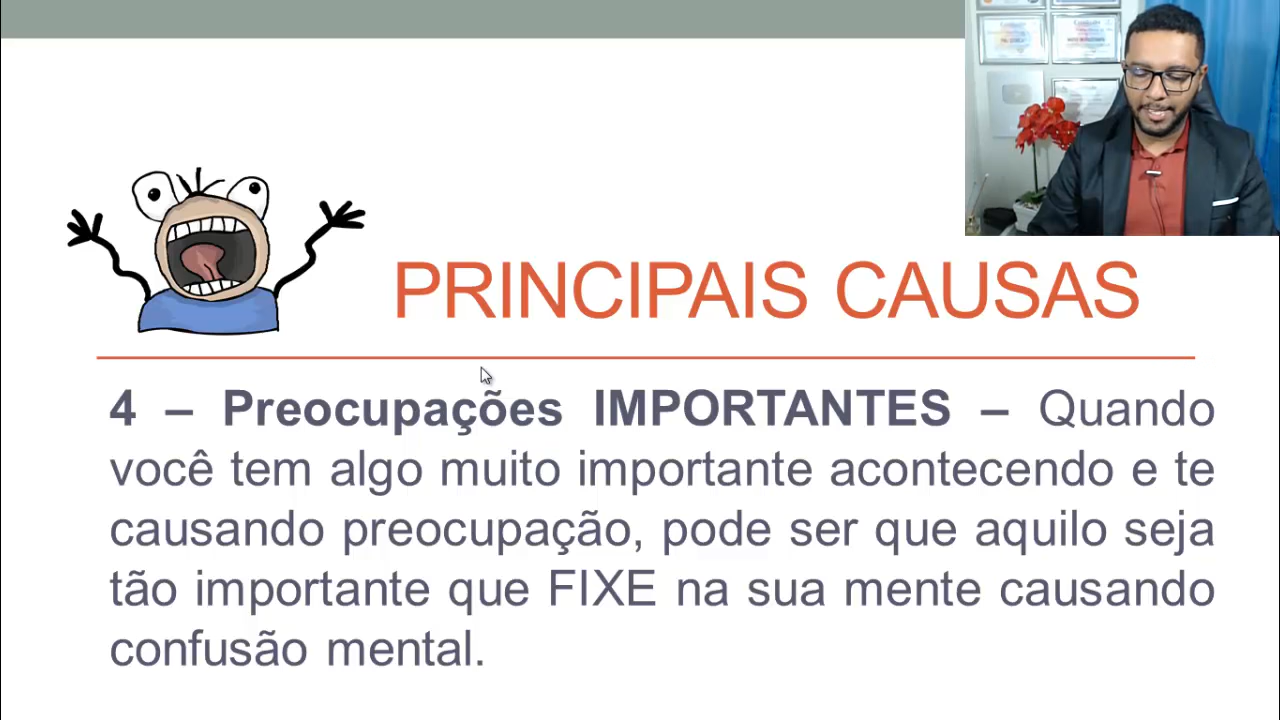 PRINCIPAIS CAUSAS
4 – Preocupações IMPORTANTES – Quando
você tem algo muito importante acontecendo e te
causando preocupação, pode ser que aquilo seja
tão importante que FIXE na sua mente causando
confusão mental.